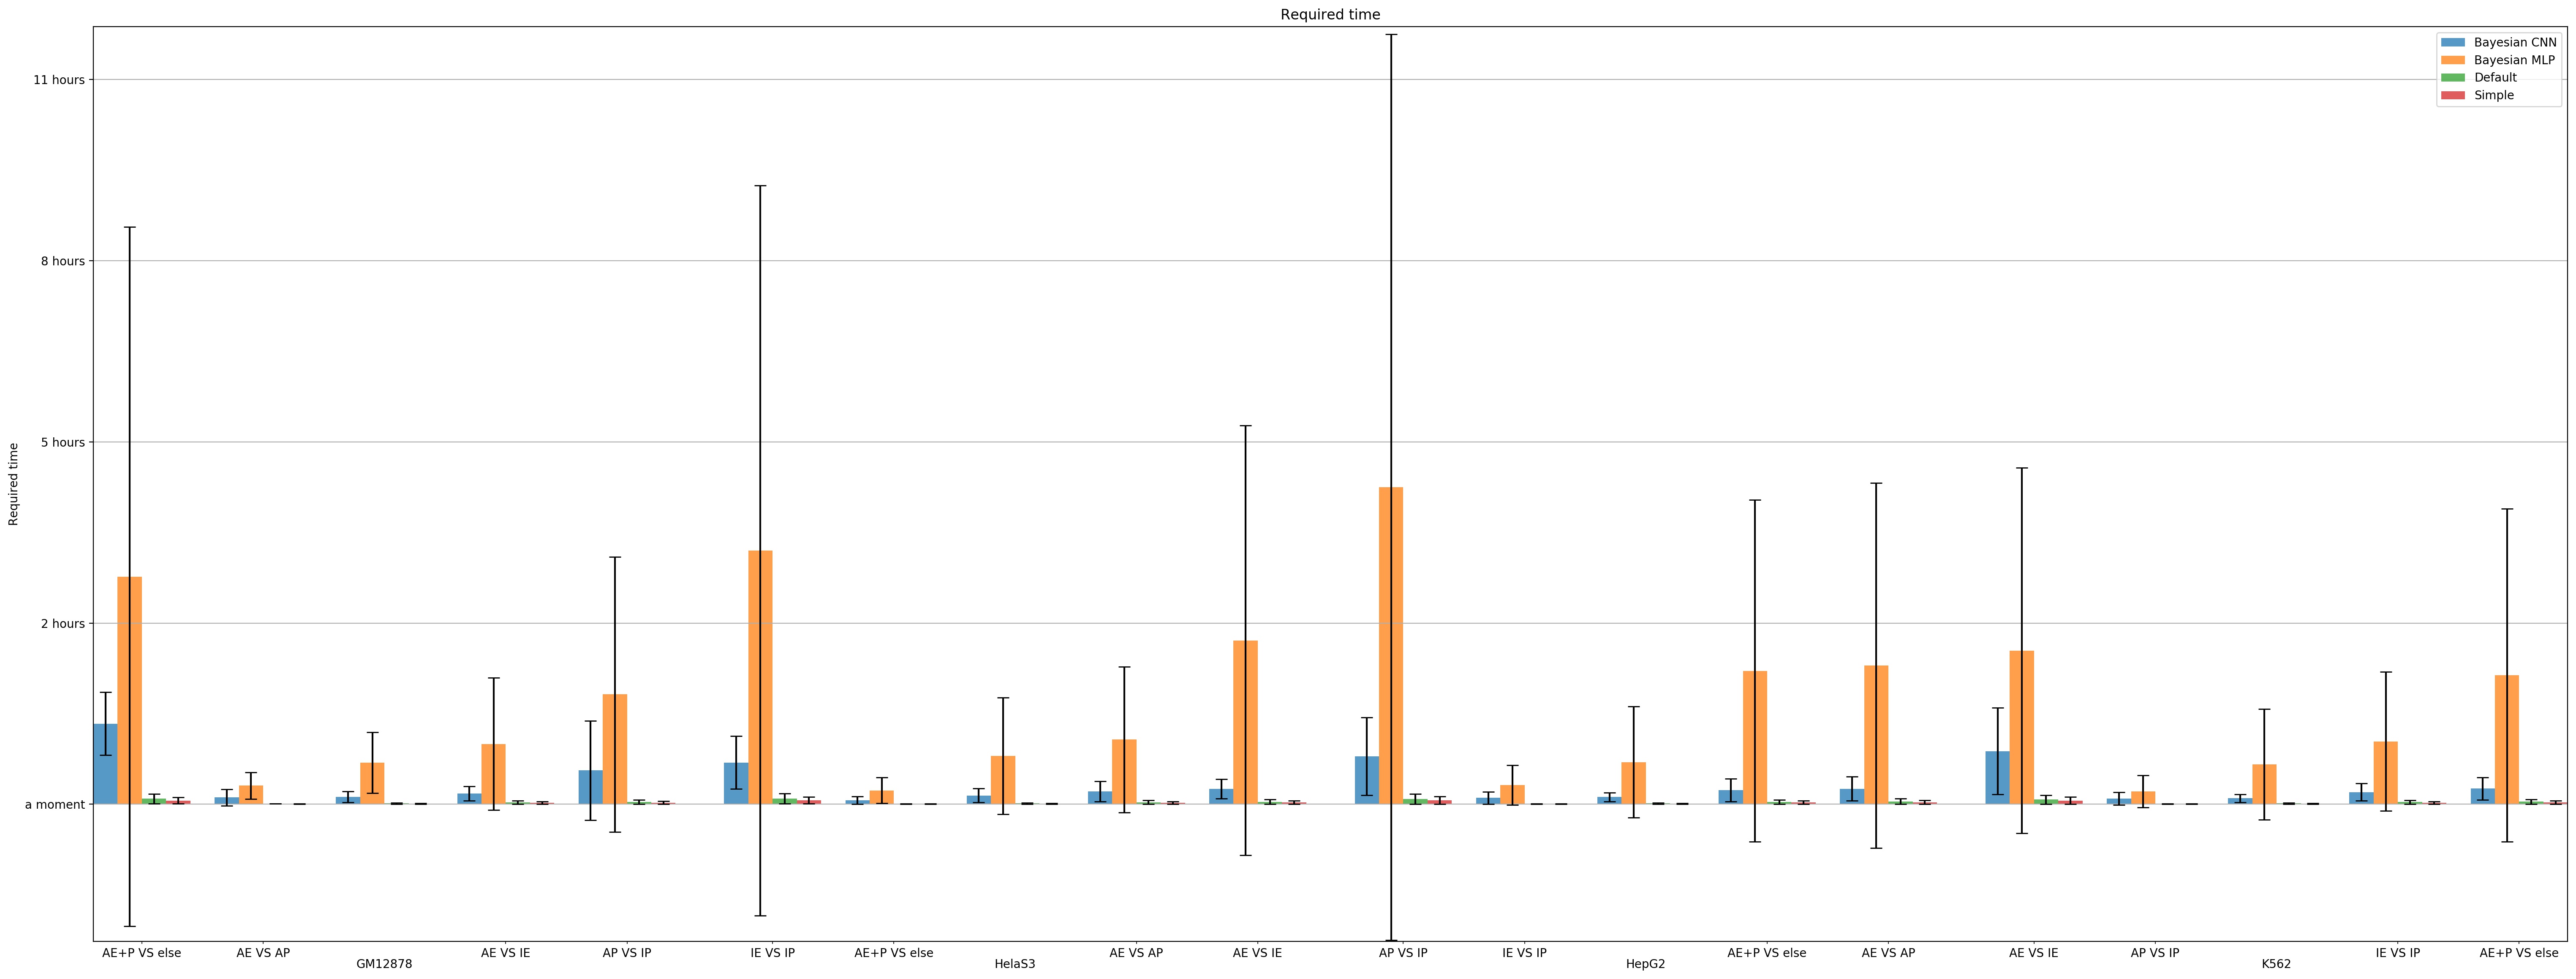 Required time
Bayesian CNN
Bayesian MLP
Default
Simple
Required time
11 hours
8 hours
5 hours
2 hours
a moment
AE+P VS else
AE VS AP
GM12878
AE VS IE
AP VS IP
IE VS IP
AE+P VS else
HelaS3
AE VS AP
AE VS IE
AP VS IP
IE VS IP
HepG2
AE+P VS else
AE VS AP
AE VS IE
AP VS IP
K562
IE VS IP
AE+P VS else